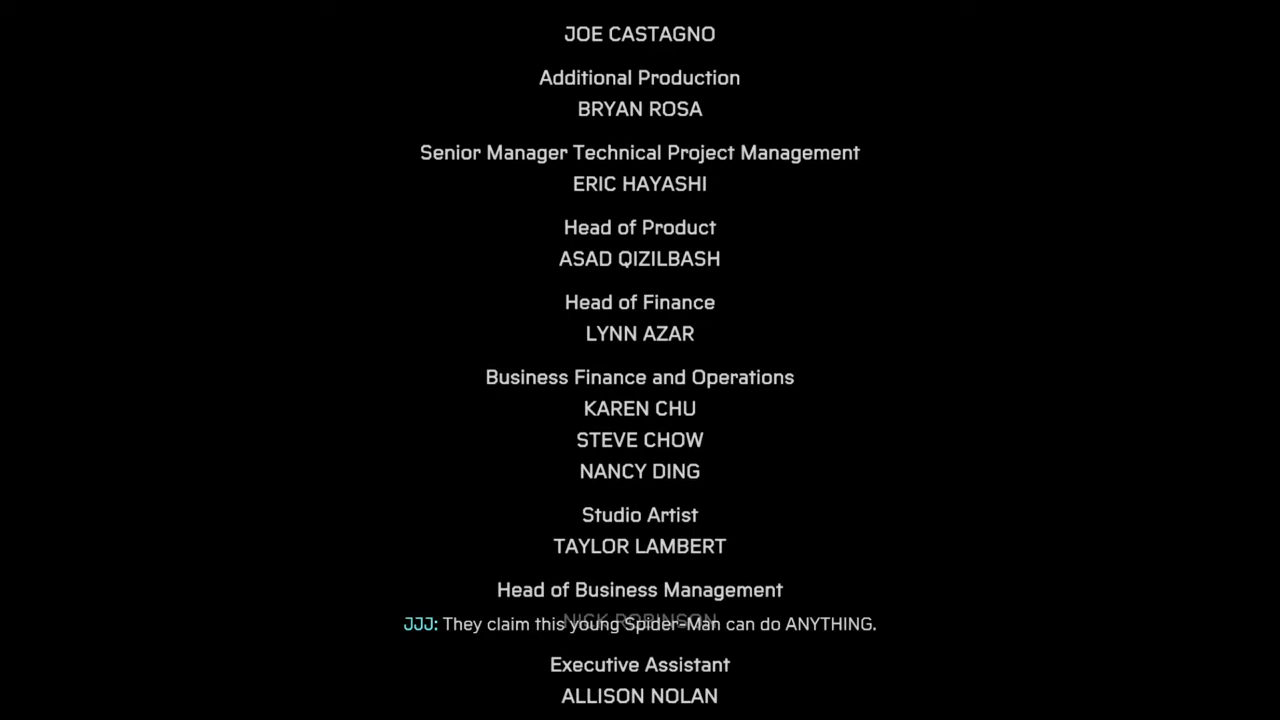 JOE CASTAGNO
Additional Production
BRYAN ROSA
Senior Manager Technical Project Management
ERIC HAYASHI
Head of Product
ASAD QIZILBASH
Head of Finance
LYNN AZAR
Business Finance and Operations
KAREN CHU
STEVE CHOW
NANCY DING
Studio Artist
TAYLOR LAMBERT
Head of Business Management
NICK ROBINSON
JJJ: They claim this young Spider-Man can do ANYTHING.
Executive Assistant
ALLISON NOLAN